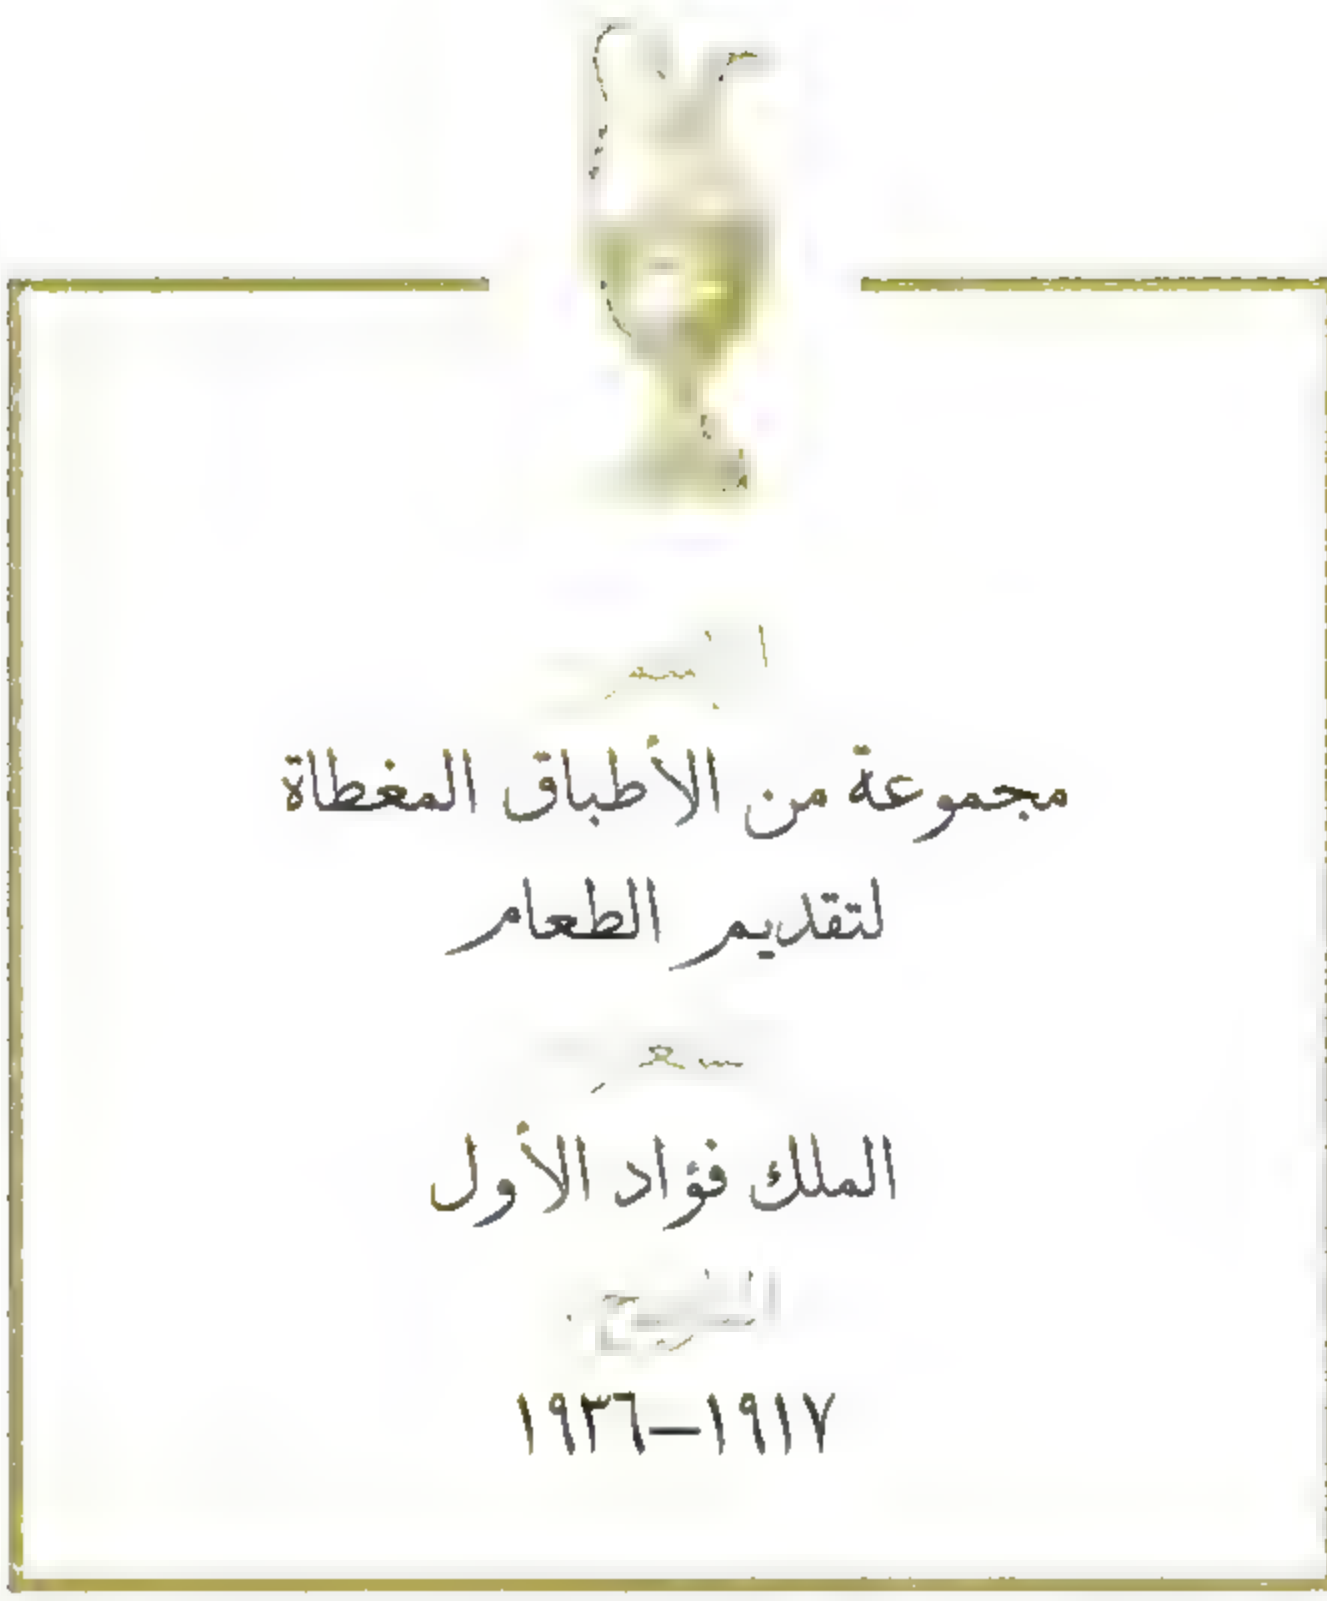 مجموعة من الأطباق المغطاة
لتقديم الطعام
الملك فؤاد الأول
١٩١٧–١٩٣٦